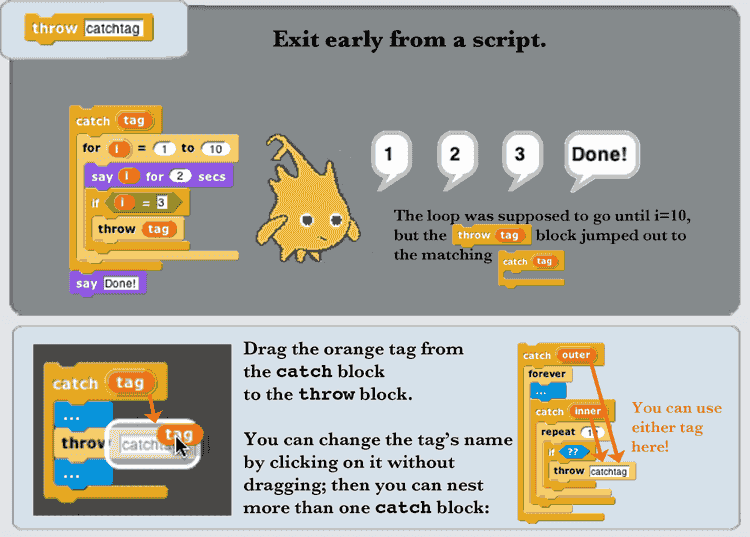 throw catchtag
Exit early from a script.
catch tag
for i = 1 to 10
say i for 2 secs
if i = 3
throw tag
say Done!
1 2 3 Done!
The loop was supposed to go until i=10,
but the throw tag block jumped out to
the matching catch tag
catch tag
...
throw catchtag tag
...
Drag the orange tag from
the catch block
to the throw block.
You can change the tag's name
by clicking on it without
dragging; then you can nest
more than one catch block:
catch outer
forever
...
catch inner
repeat
if ??
throw catchtag
You can use
either tag
here!